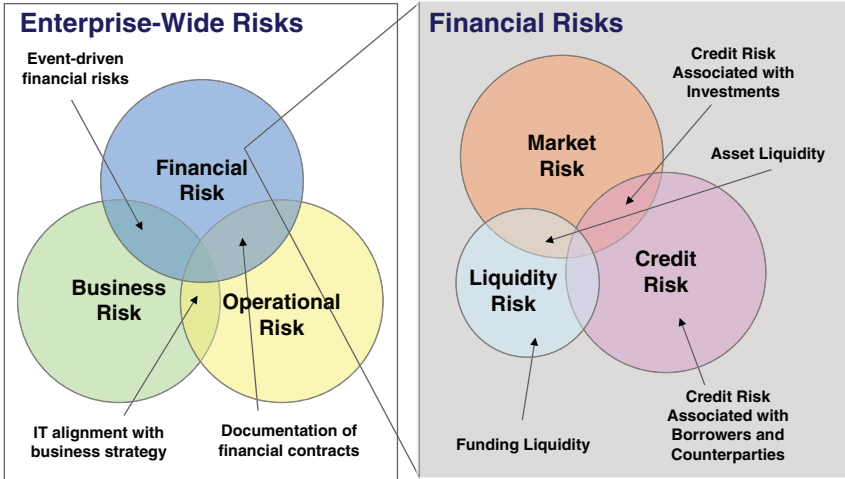 Enterprise-Wide Risks
Event-driven
financial risks
Financial
Risk
Business
Risk
Operational
Risk
IT alignment with
business strategy
Documentation of
financial contracts
Financial Risks
Credit Risk
Associated with
Investments
Market
Risk
Asset Liquidity
Liquidity
Risk
Credit
Risk
Funding Liquidity
Credit Risk
Associated with
Borrowers and
Counterparties